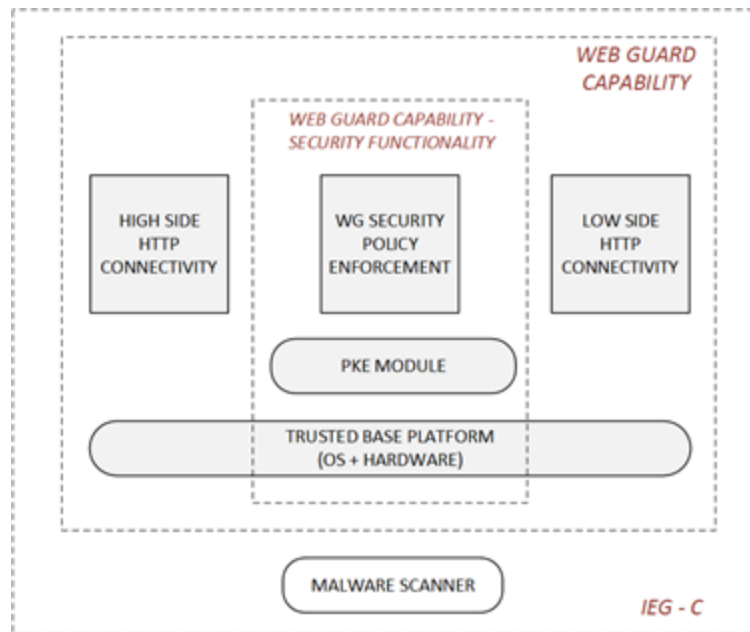 WEB GUARD
CAPABILITY
WEB GUARD CAPABILITY -
SECURITY FUNCTIONALITY
HIGH SIDE
HTTP
CONNECTIVITY
WG SECURITY
POLICY
ENFORCEMENT
LOW SIDE
HTTP
CONNECTIVITY
PKE MODULE
TRUSTED BASE PLATFORM
(OS + HARDWARE)
MALWARE SCANNER
IEG - C